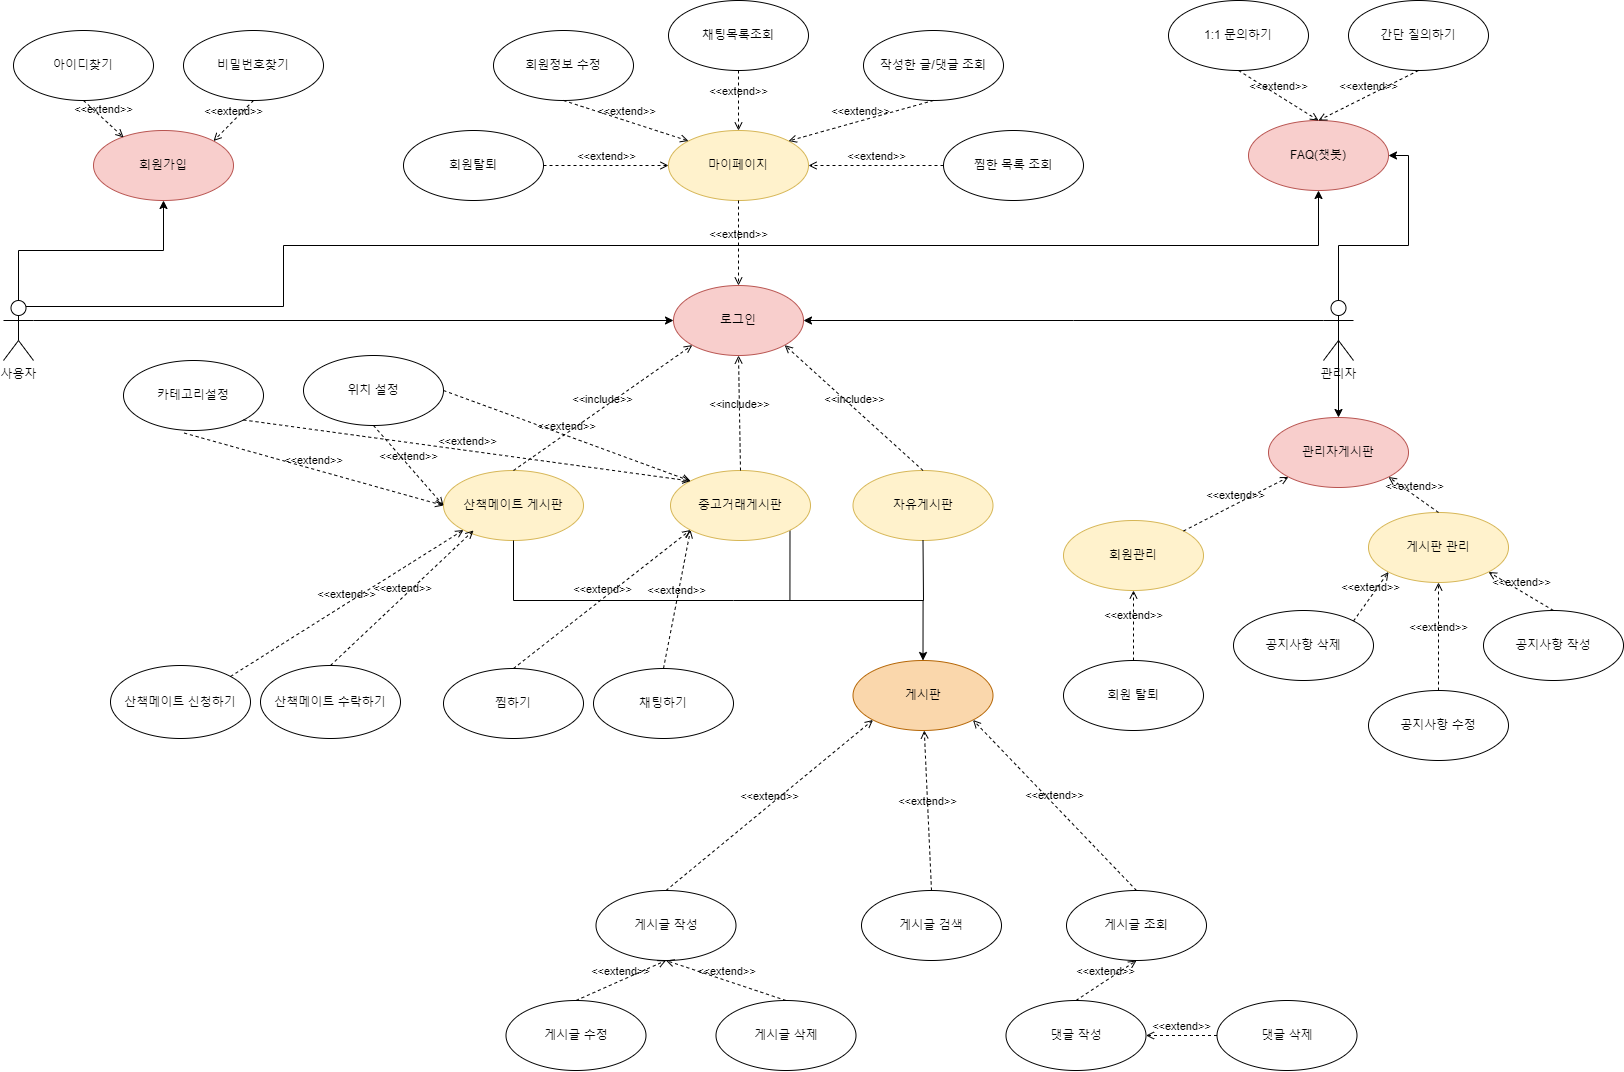 채팅목록조회
1:1 문의하기
간단 질의하기
아이디찾기
비밀번호찾기
회원정보 수정
작성한 글/댓글 조회
<<extend>>
<<extend>>
<<extend>>
<<extend>>
<<extend>>
<<extend>>
<<extend>>
회원가입
회원탈퇴
<<extend>>
마이페이지
<<extend>>
찜한 목록 조회
FAQ(챗봇)
<<extend>>
로그인
사용자
관리자
카테고리설정
위치 설정
<<include>>
<<include>>
<<include>>
<<extend>>
<<extend>>
<<extend>>
<<extend>>
관리자게시판
<<extend>>
<<extend>>
산책메이트 게시판
중고거래게시판
자유게시판
회원관리
게시판 관리
<<extend>>
<<extend>>
<<extend>>
<<extend>>
<<extend>>
<<extend>>
<<extend>>
<<extend>>
공지사항 삭제
공지사항 작성
산책메이트 신청하기
산책메이트 수락하기
찜하기
채팅하기
게시판
회원 탈퇴
공지사항 수정
<<extend>>
<<extend>>
<<extend>>
게시글 작성
게시글 검색
게시글 조회
<<extend>>
<<extend>>
<<extend>>
게시글 수정
게시글 삭제
댓글 작성
<<extend>>
댓글 삭제